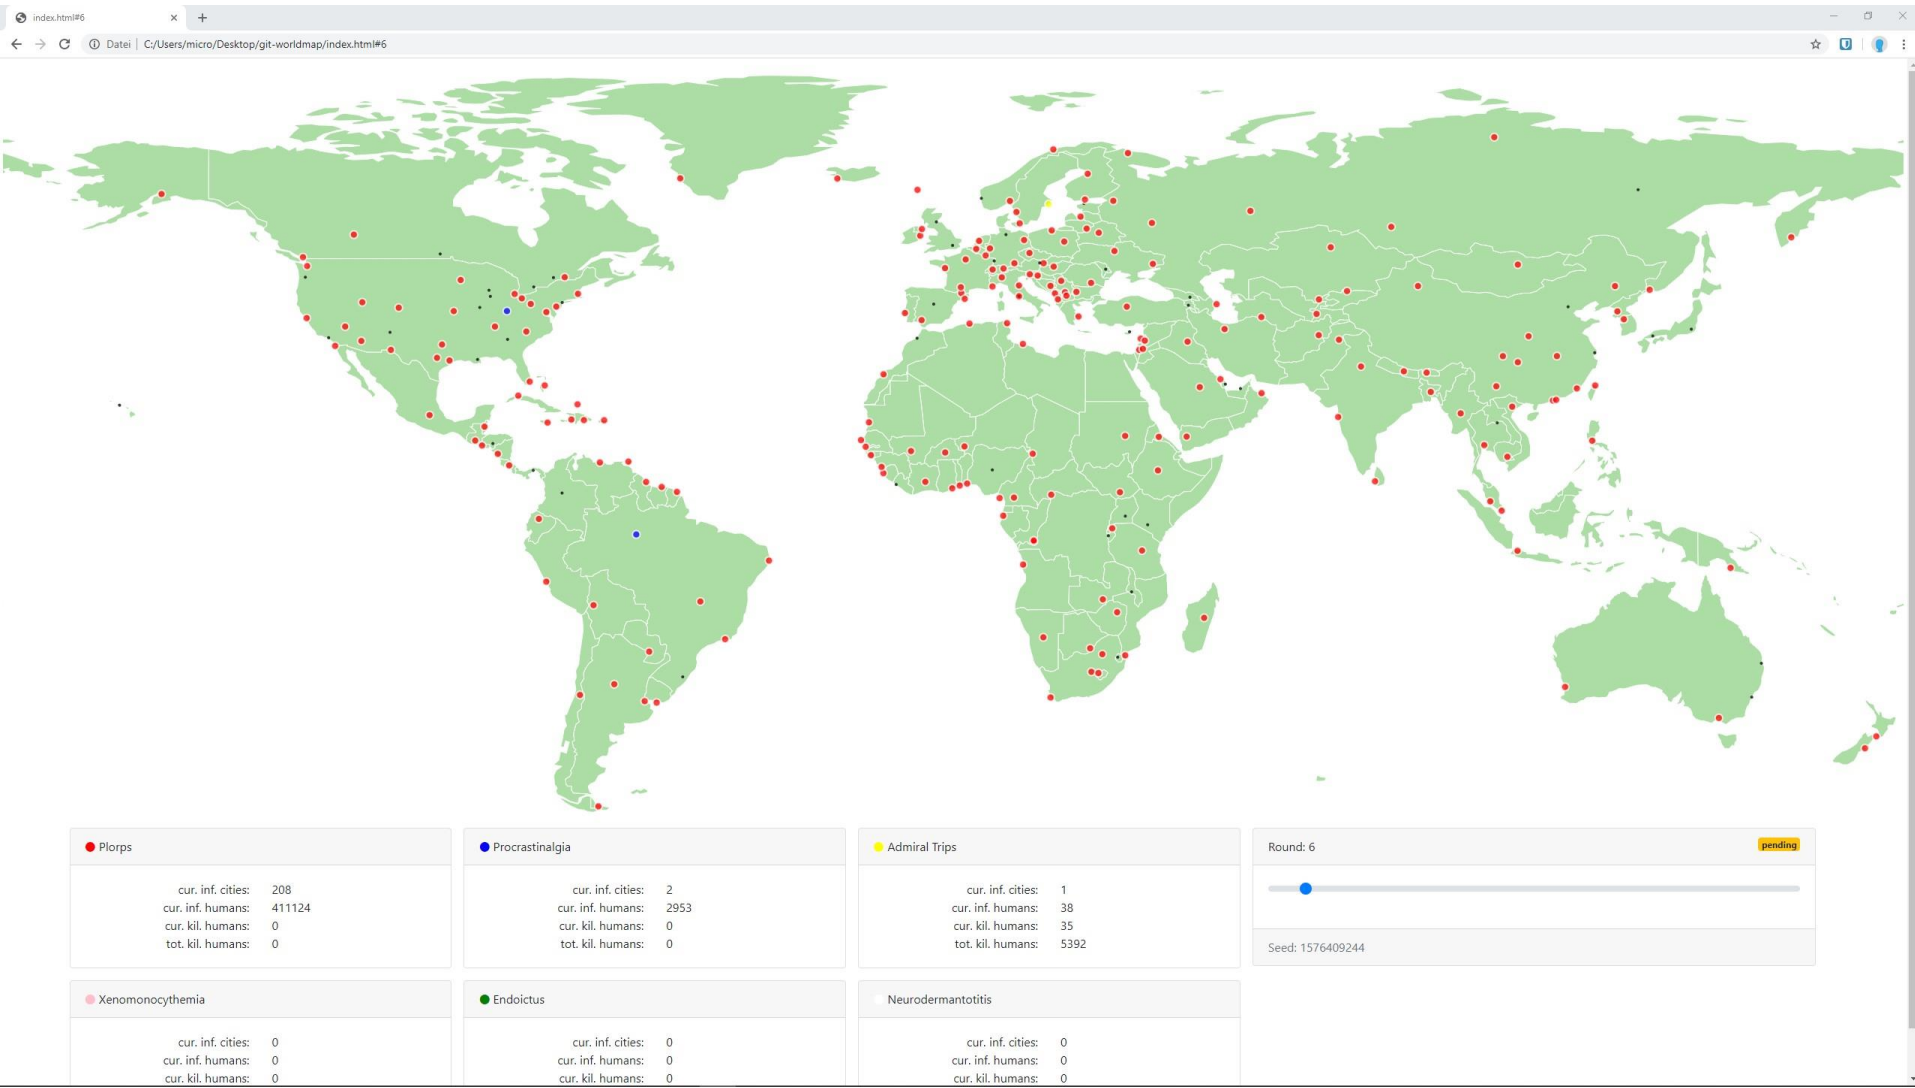 index.html#6
Datei
C:/Users/micro/Desktop/git-worldmap/index.html#6
Plorps
cur. inf. cities: 208
cur. inf. humans: 411124
cur. kil. humans: 0
tot. kil. humans: 0
Procrastinalgia
cur. inf. cities: 2
cur. inf. humans: 2953
cur. kil. humans: 0
tot. kil. humans: 0
Admiral Trips
cur. inf. cities: 1
cur. inf. humans: 38
cur. kil. humans: 35
tot. kil. humans: 5392
Round: 6
pending
Seed: 1576409244
Xenomonocythemia
cur. inf. cities: 0
cur. inf. humans: 0
cur. kil. humans: 0
Endoictus
cur. inf. cities: 0
cur. inf. humans: 0
cur. kil. humans: 0
Neurodermantotitis
cur. inf. cities: 0
cur. inf. humans: 0
cur. kil. humans: 0